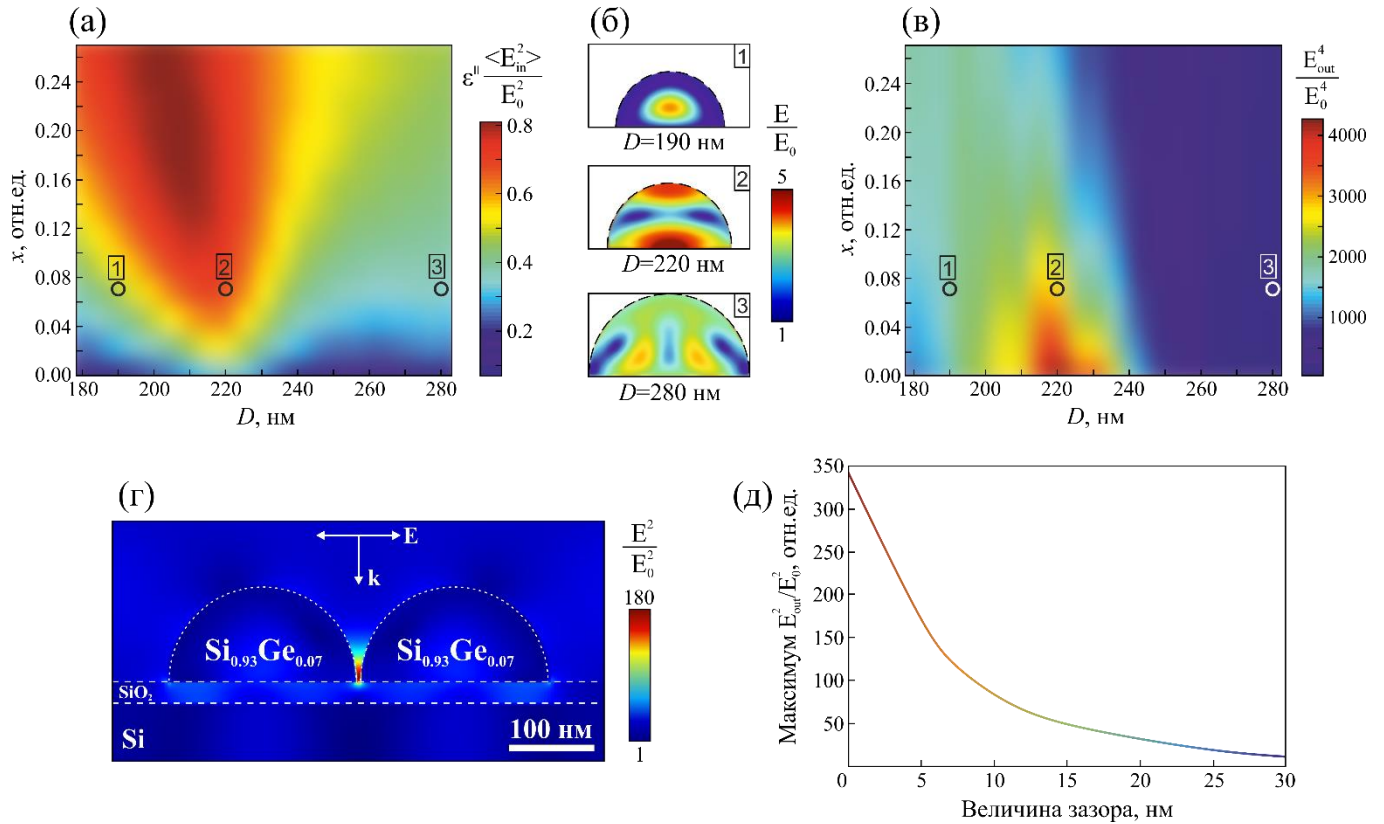 (а)
x, отн.ед.
0.24
0.20
0.16
0.12
0.08
0.04
0.00
1
2
3
180 200 220 240 260 280
D, нм
ε'' <E²in>
E²0
0.8
0.6
0.4
0.2
(б)
1
D=190 нм
2
D=220 нм
3
D=280 нм
E
E0
5
1
(в)
x, отн.ед.
0.24
0.20
0.16
0.12
0.08
0.04
0.00
1
2
3
180 200 220 240 260 280
D, нм
E⁴out
E⁴0
4000
3000
2000
1000
(г)
E
k
Si0.93Ge0.07 Si0.93Ge0.07
SiO2
Si
100 нм
E²
E²0
180
1
(д)
Максимум E²out/E²0, отн.ед.
350
300
250
200
150
100
50
0 5 10 15 20 25 30
Величина зазора, нм